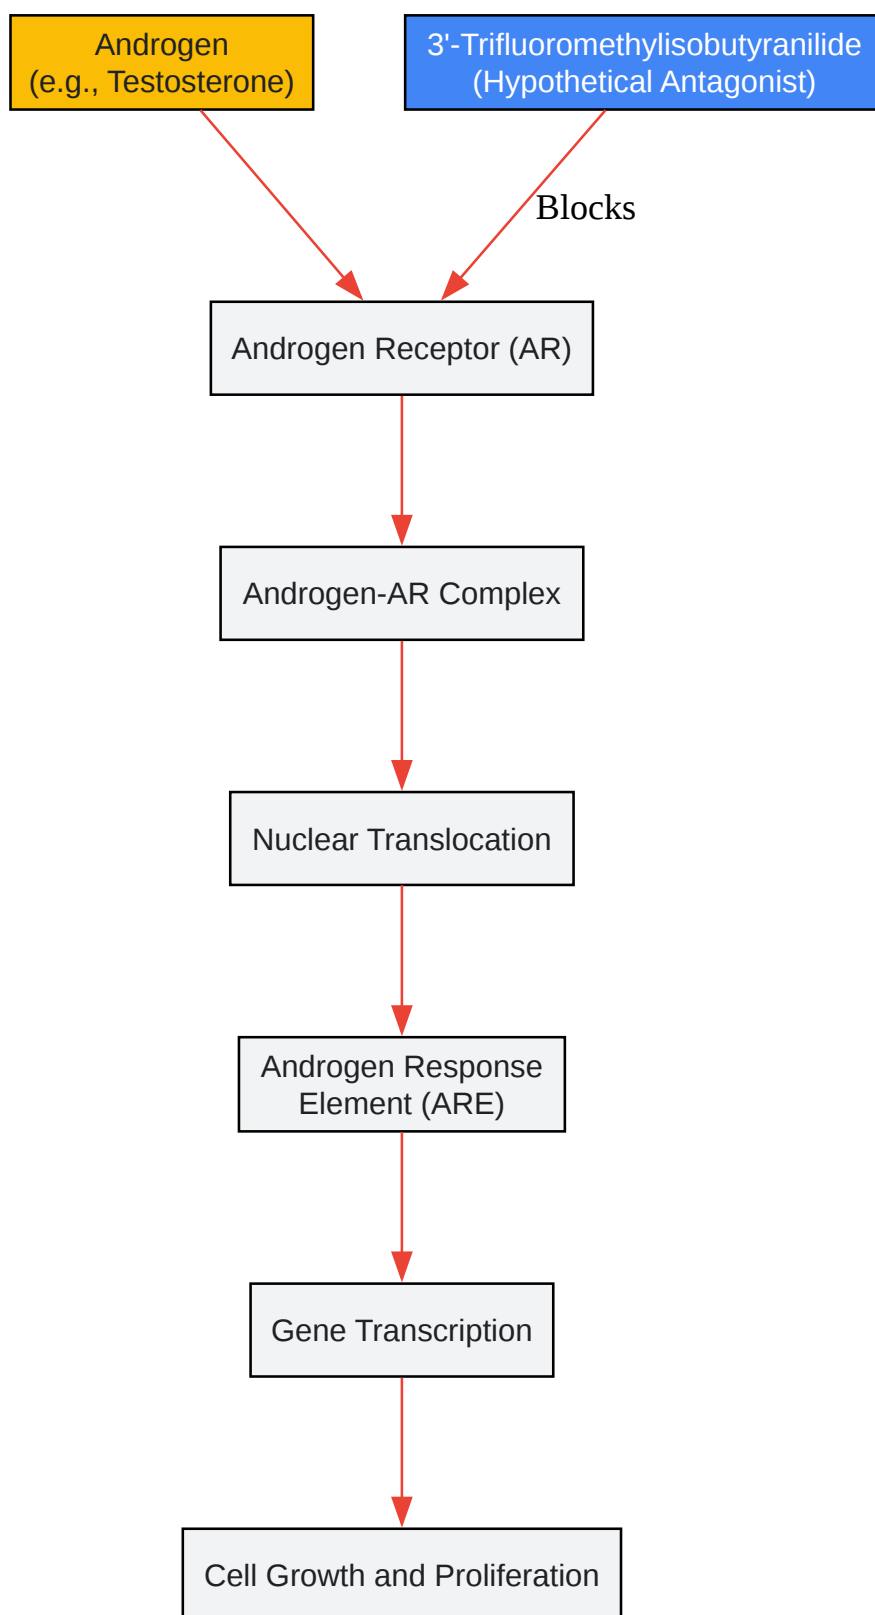 Androgen
(e.g., Testosterone)
3'-Trifluoromethylisobutyranilide
(Hypothetical Antagonist)
Blocks
Androgen Receptor (AR)
Androgen-AR Complex
Nuclear Translocation
Androgen Response
Element (ARE)
Gene Transcription
Cell Growth and Proliferation